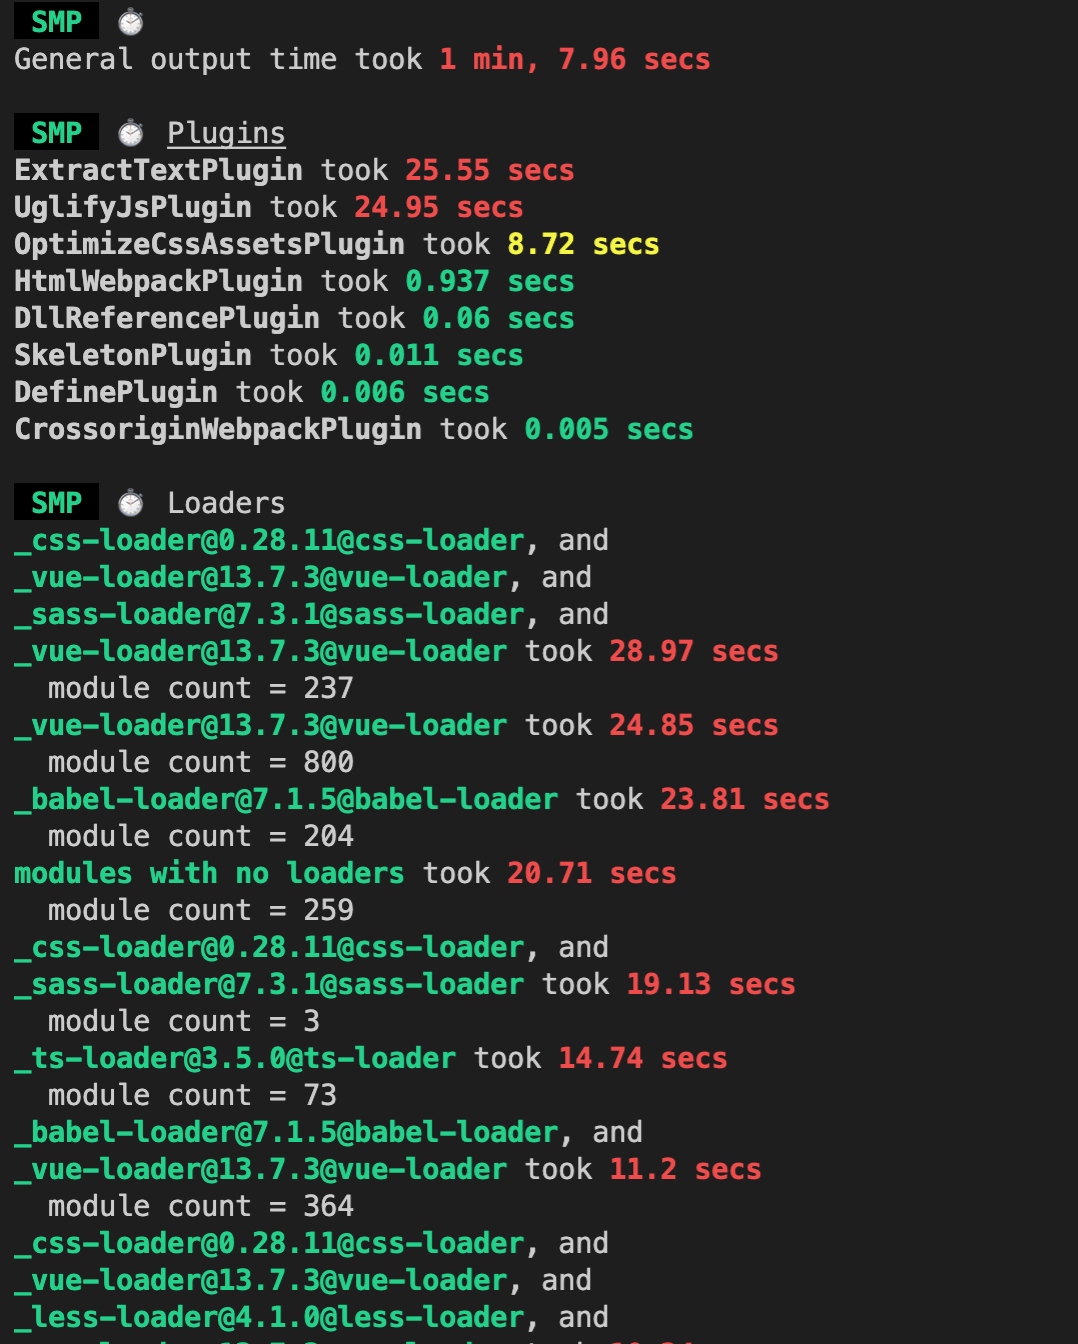 SMP ⏱
General output time took 1 min, 7.96 secs
SMP ⏱ Plugins
ExtractTextPlugin took 25.55 secs
UglifyJsPlugin took 24.95 secs
OptimizeCssAssetsPlugin took 8.72 secs
HtmlWebpackPlugin took 0.937 secs
DllReferencePlugin took 0.06 secs
SkeletonPlugin took 0.011 secs
DefinePlugin took 0.006 secs
CrossoriginWebpackPlugin took 0.005 secs
SMP ⏱ Loaders
_css-loader@0.28.11@css-loader, and
_vue-loader@13.7.3@vue-loader, and
_sass-loader@7.3.1@sass-loader, and
_vue-loader@13.7.3@vue-loader took 28.97 secs
module count = 237
_vue-loader@13.7.3@vue-loader took 24.85 secs
module count = 800
_babel-loader@7.1.5@babel-loader took 23.81 secs
module count = 204
modules with no loaders took 20.71 secs
module count = 259
_css-loader@0.28.11@css-loader, and
_sass-loader@7.3.1@sass-loader took 19.13 secs
module count = 3
_ts-loader@3.5.0@ts-loader took 14.74 secs
module count = 73
_babel-loader@7.1.5@babel-loader, and
_vue-loader@13.7.3@vue-loader took 11.2 secs
module count = 364
_css-loader@0.28.11@css-loader, and
_vue-loader@13.7.3@vue-loader, and
_less-loader@4.1.0@less-loader, and